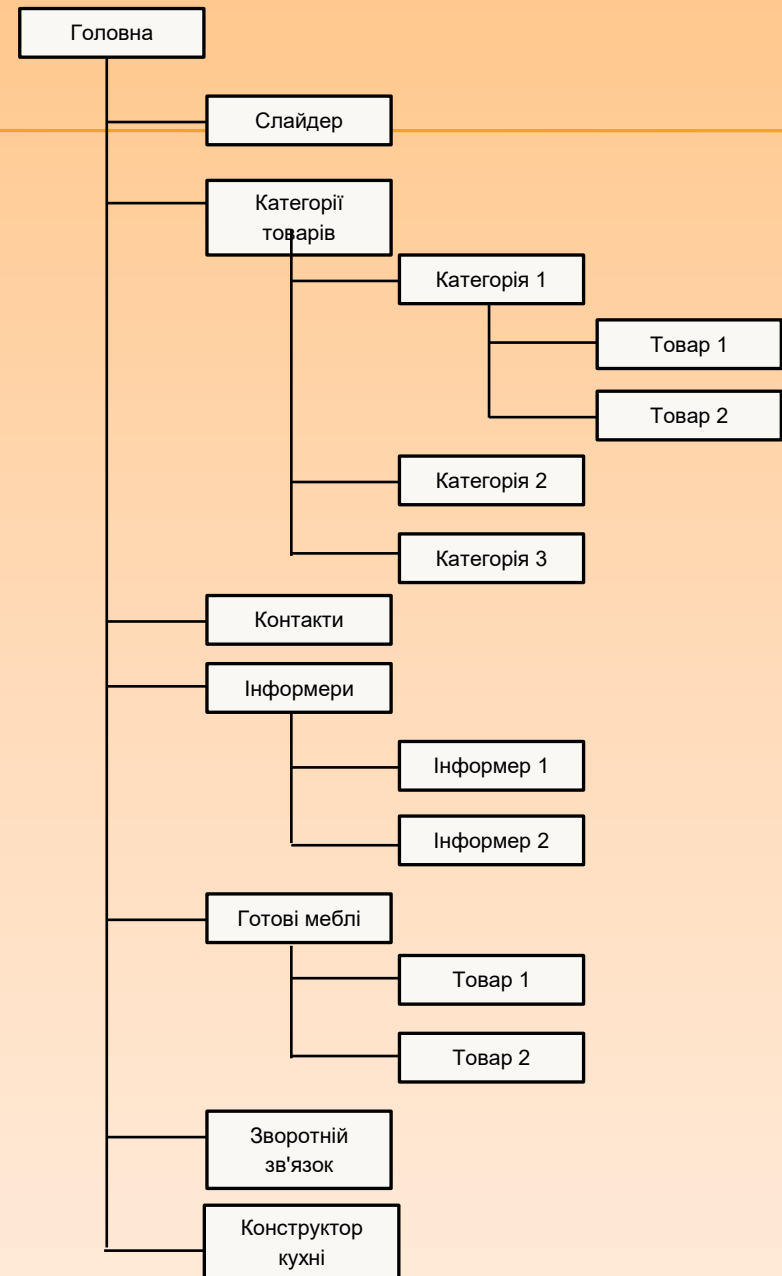 Головна
Слайдер
Категорії
товарів
Категорія 1
Товар 1
Товар 2
Категорія 2
Категорія 3
Контакти
Інформери
Інформер 1
Інформер 2
Готові меблі
Товар 1
Товар 2
Зворотній
зв'язок
Конструктор
кухні